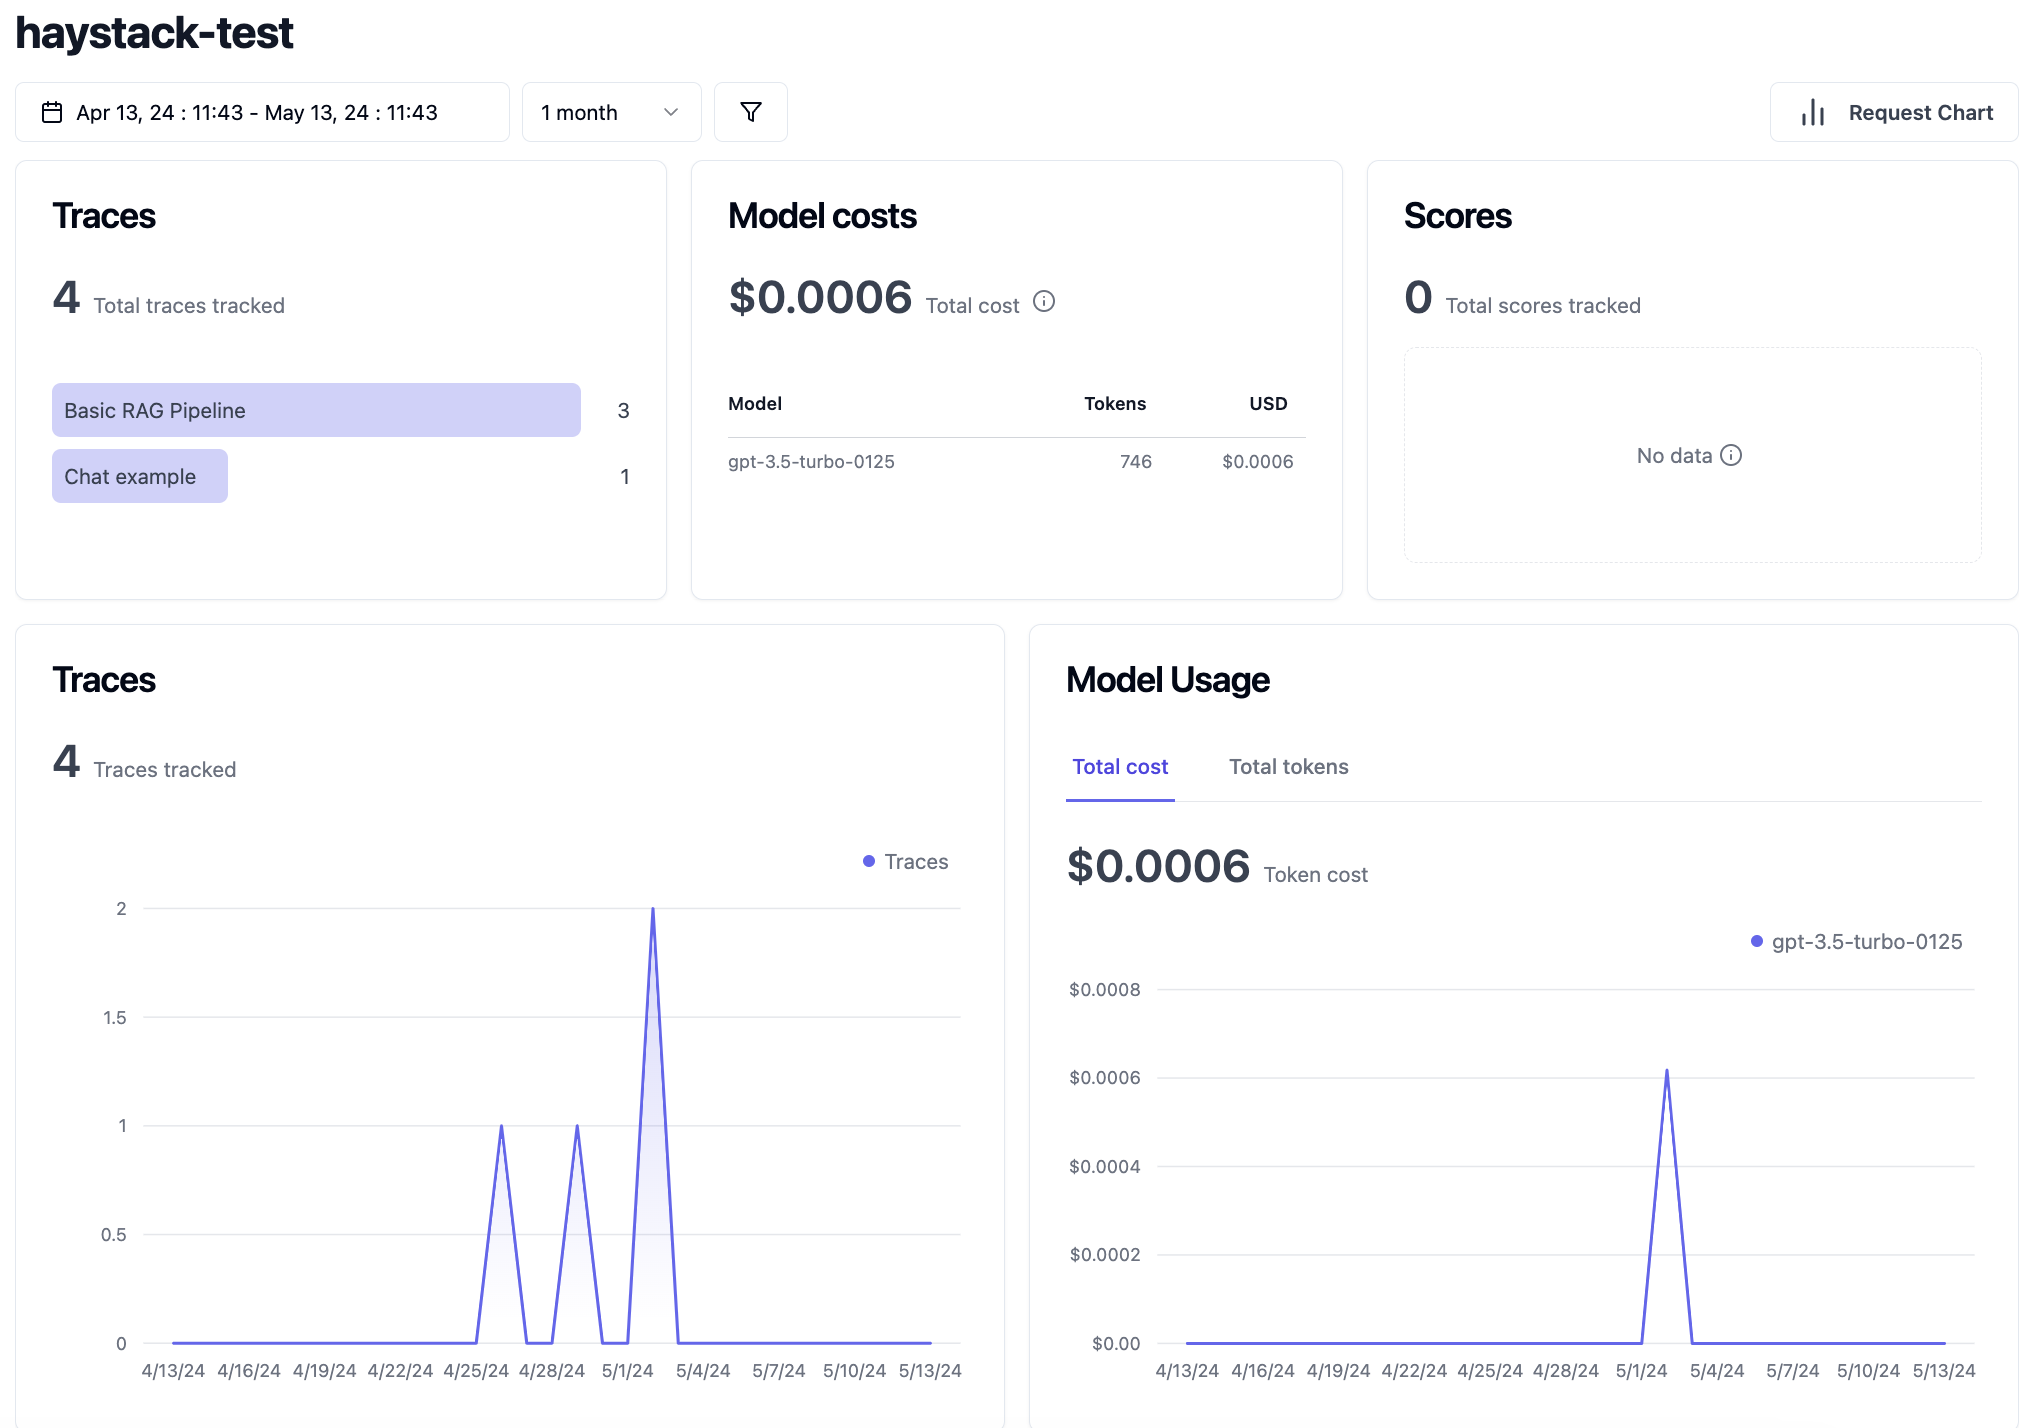 haystack-test
Apr 13, 24 : 11:43 - May 13, 24 : 11:43
1 month
Request Chart
Traces
4 Total traces tracked
Basic RAG Pipeline 3
Chat example 1
Model costs
$0.0006 Total cost
Model Tokens USD
gpt-3.5-turbo-0125 746 $0.0006
Scores
0 Total scores tracked
No data
Traces
4 Traces tracked
Traces
2
1.5
1
0.5
0
4/13/24 4/16/24 4/19/24 4/22/24 4/25/24 4/28/24 5/1/24 5/4/24 5/7/24 5/10/24 5/13/24
Model Usage
Total cost Total tokens
$0.0006 Token cost
gpt-3.5-turbo-0125
$0.0008
$0.0006
$0.0004
$0.0002
$0.00
4/13/24 4/16/24 4/19/24 4/22/24 4/25/24 4/28/24 5/1/24 5/4/24 5/7/24 5/10/24 5/13/24